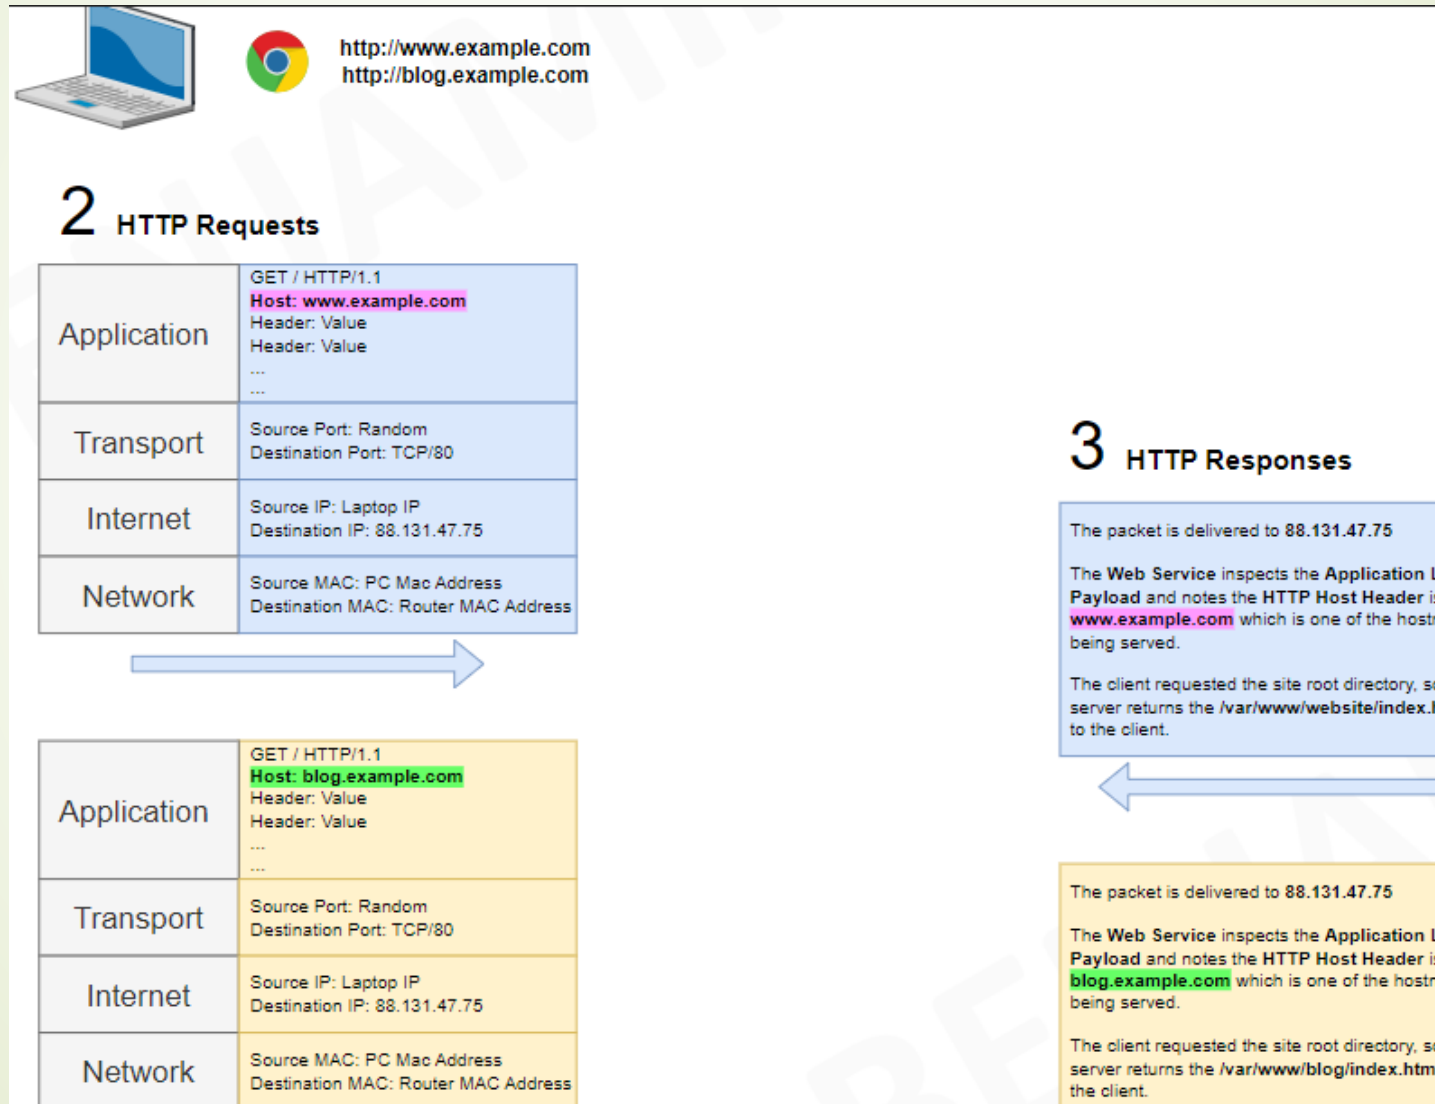 http://www.example.com
http://blog.example.com
2 HTTP Requests
Application
GET / HTTP/1.1
Host: www.example.com
Header: Value
Header: Value
...
...
Transport
Source Port: Random
Destination Port: TCP/80
Internet
Source IP: Laptop IP
Destination IP: 88.131.47.75
Network
Source MAC: PC Mac Address
Destination MAC: Router MAC Address
Application
GET / HTTP/1.1
Host: blog.example.com
Header: Value
Header: Value
...
...
Transport
Source Port: Random
Destination Port: TCP/80
Internet
Source IP: Laptop IP
Destination IP: 88.131.47.75
Network
Source MAC: PC Mac Address
Destination MAC: Router MAC Address
3 HTTP Responses
The packet is delivered to 88.131.47.75
The Web Service inspects the Application
Payload and notes the HTTP Host Header
www.example.com which is one of the
being served.
The client requested the site root directory,
server returns the /var/www/website/index.
to the client.
The packet is delivered to 88.131.47.75
The Web Service inspects the Application
Payload and notes the HTTP Host Header
blog.example.com which is one of the
being served.
The client requested the site root directory,
server returns the /var/www/blog/index.htm
the client.